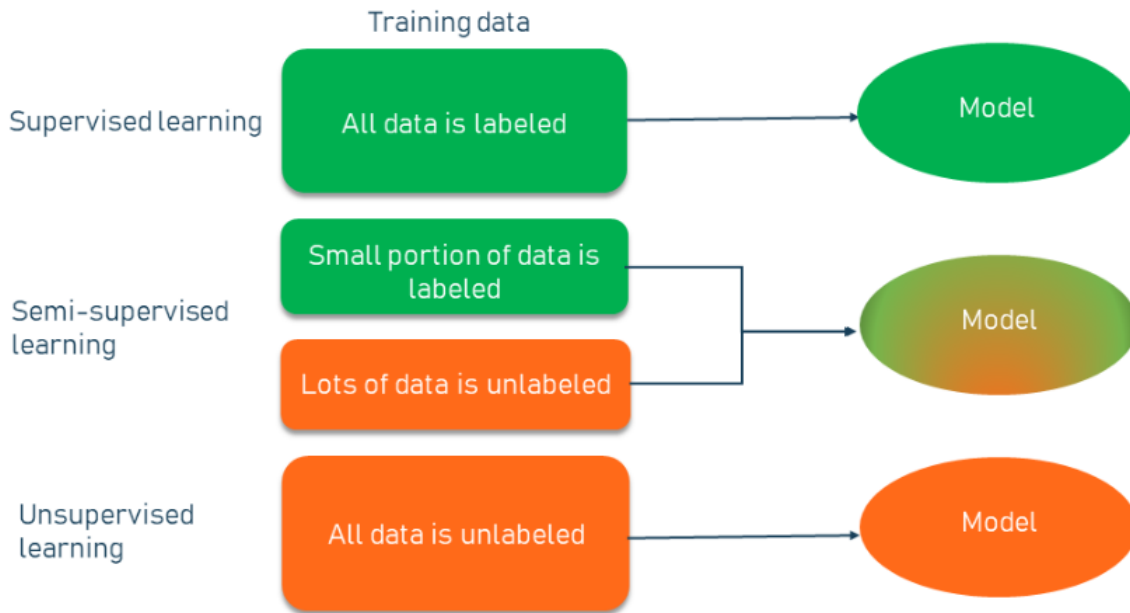 Training data
Supervised learning
All data is labeled
Model
Semi-supervised
learning
Small portion of data is
labeled
Lots of data is unlabeled
Model
Unsupervised
learning
All data is unlabeled
Model